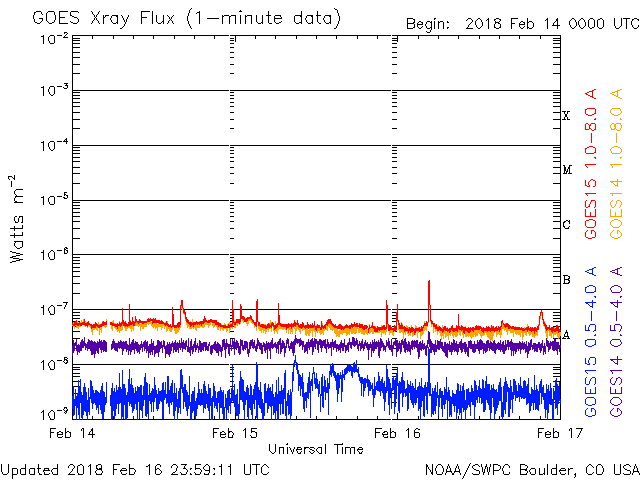 GOES Xray Flux (1-minute data)
Begin: 2018 Feb 14 0000 UTC
10⁻²
10⁻³
10⁻⁴
10⁻⁵
10⁻⁶
10⁻⁷
10⁻⁸
10⁻⁹
Watts m⁻²
X
M
C
B
A
GOES15 1.0-8.0 A
GOES14 1.0-8.0 A
GOES15 0.5-4.0 A
GOES14 0.5-4.0 A
Feb 14 Feb 15 Feb 16 Feb 17
Universal Time
Updated 2018 Feb 16 23:59:11 UTC
NOAA/SWPC Boulder, CO USA